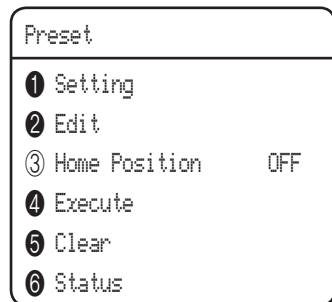 Preset
❶ Setting
❷ Edit
③ Home Position OFF
❹ Execute
❺ Clear
❻ Status